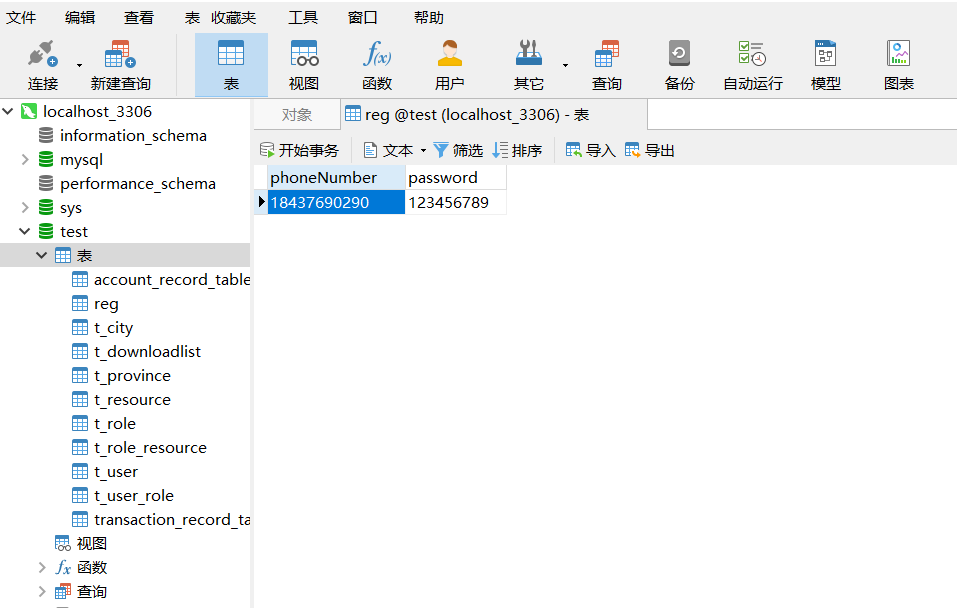 文件 编辑 查看 表 收藏夹 工具 窗口 帮助
连接 新建查询 表 视图 函数 用户 其它 查询 备份 自动运行 模型 图表
localhost_3306
information_schema
mysql
performance_schema
sys
test
表
account_record_table
reg
t_city
t_downloadlist
t_province
t_resource
t_role
t_role_resource
t_user
t_user_role
transaction_record_ta
视图
函数
查询
对象 reg @test (localhost_3306) - 表
开始事务 文本 筛选 排序 导入 导出
phoneNumber password
18437690290 123456789